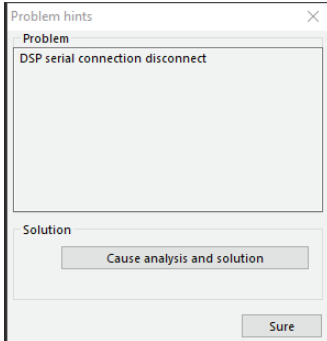 Problem hints
Problem
DSP serial connection disconnect
Solution
Cause analysis and solution
Sure